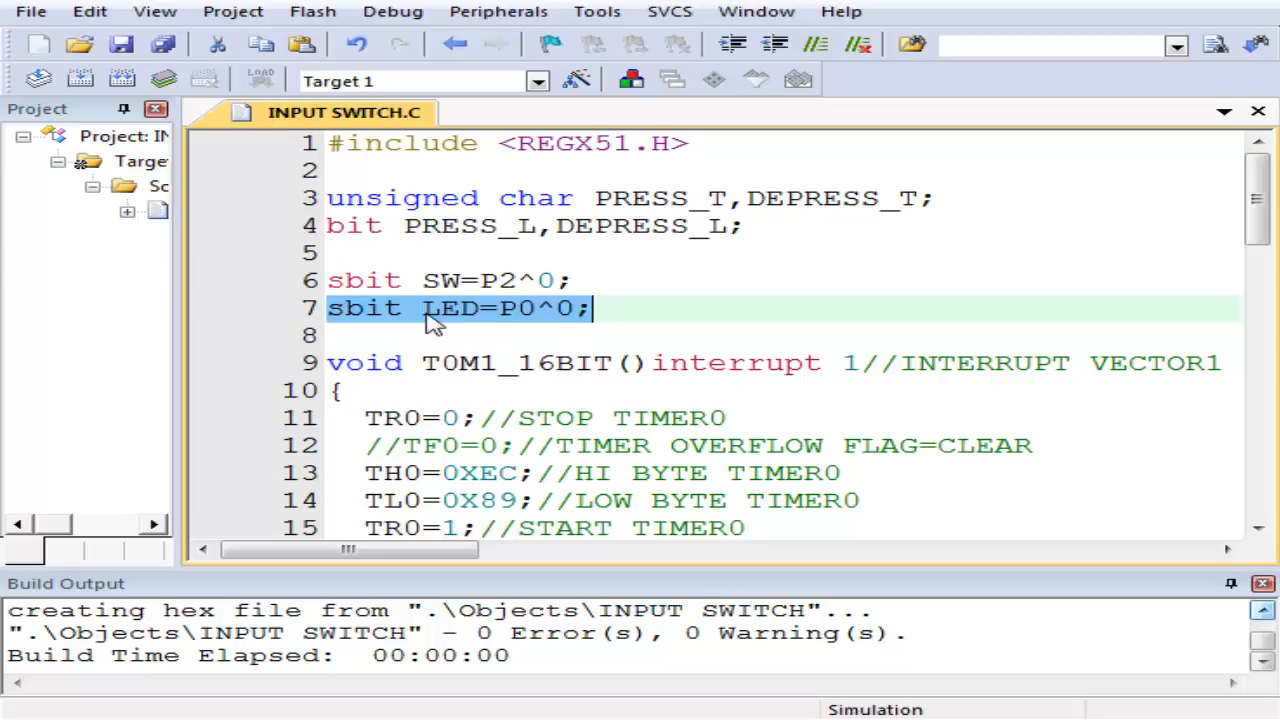 File Edit View Project Flash Debug Peripherals Tools SVCS Window Help
LOAD Target 1
Project
INPUT SWITCH.C
Project: IN
Targe
Sc
1 #include <REGX51.H>
2
3 unsigned char PRESS_T,DEPRESS_T;
4 bit PRESS_L,DEPRESS_L;
5
6 sbit SW=P2^0;
7 sbit LED=P0^0;
8
9 void T0M1_16BIT()interrupt 1//INTERRUPT VECTOR1
10 {
11 TR0=0;//STOP TIMER0
12 //TF0=0;//TIMER OVERFLOW FLAG=CLEAR
13 TH0=0XEC;//HI BYTE TIMER0
14 TL0=0X89;//LOW BYTE TIMER0
15 TR0=1;//START TIMER0
Build Output
creating hex file from ".\Objects\INPUT SWITCH"...
".\Objects\INPUT SWITCH" - 0 Error(s), 0 Warning(s).
Build Time Elapsed: 00:00:00
Simulation